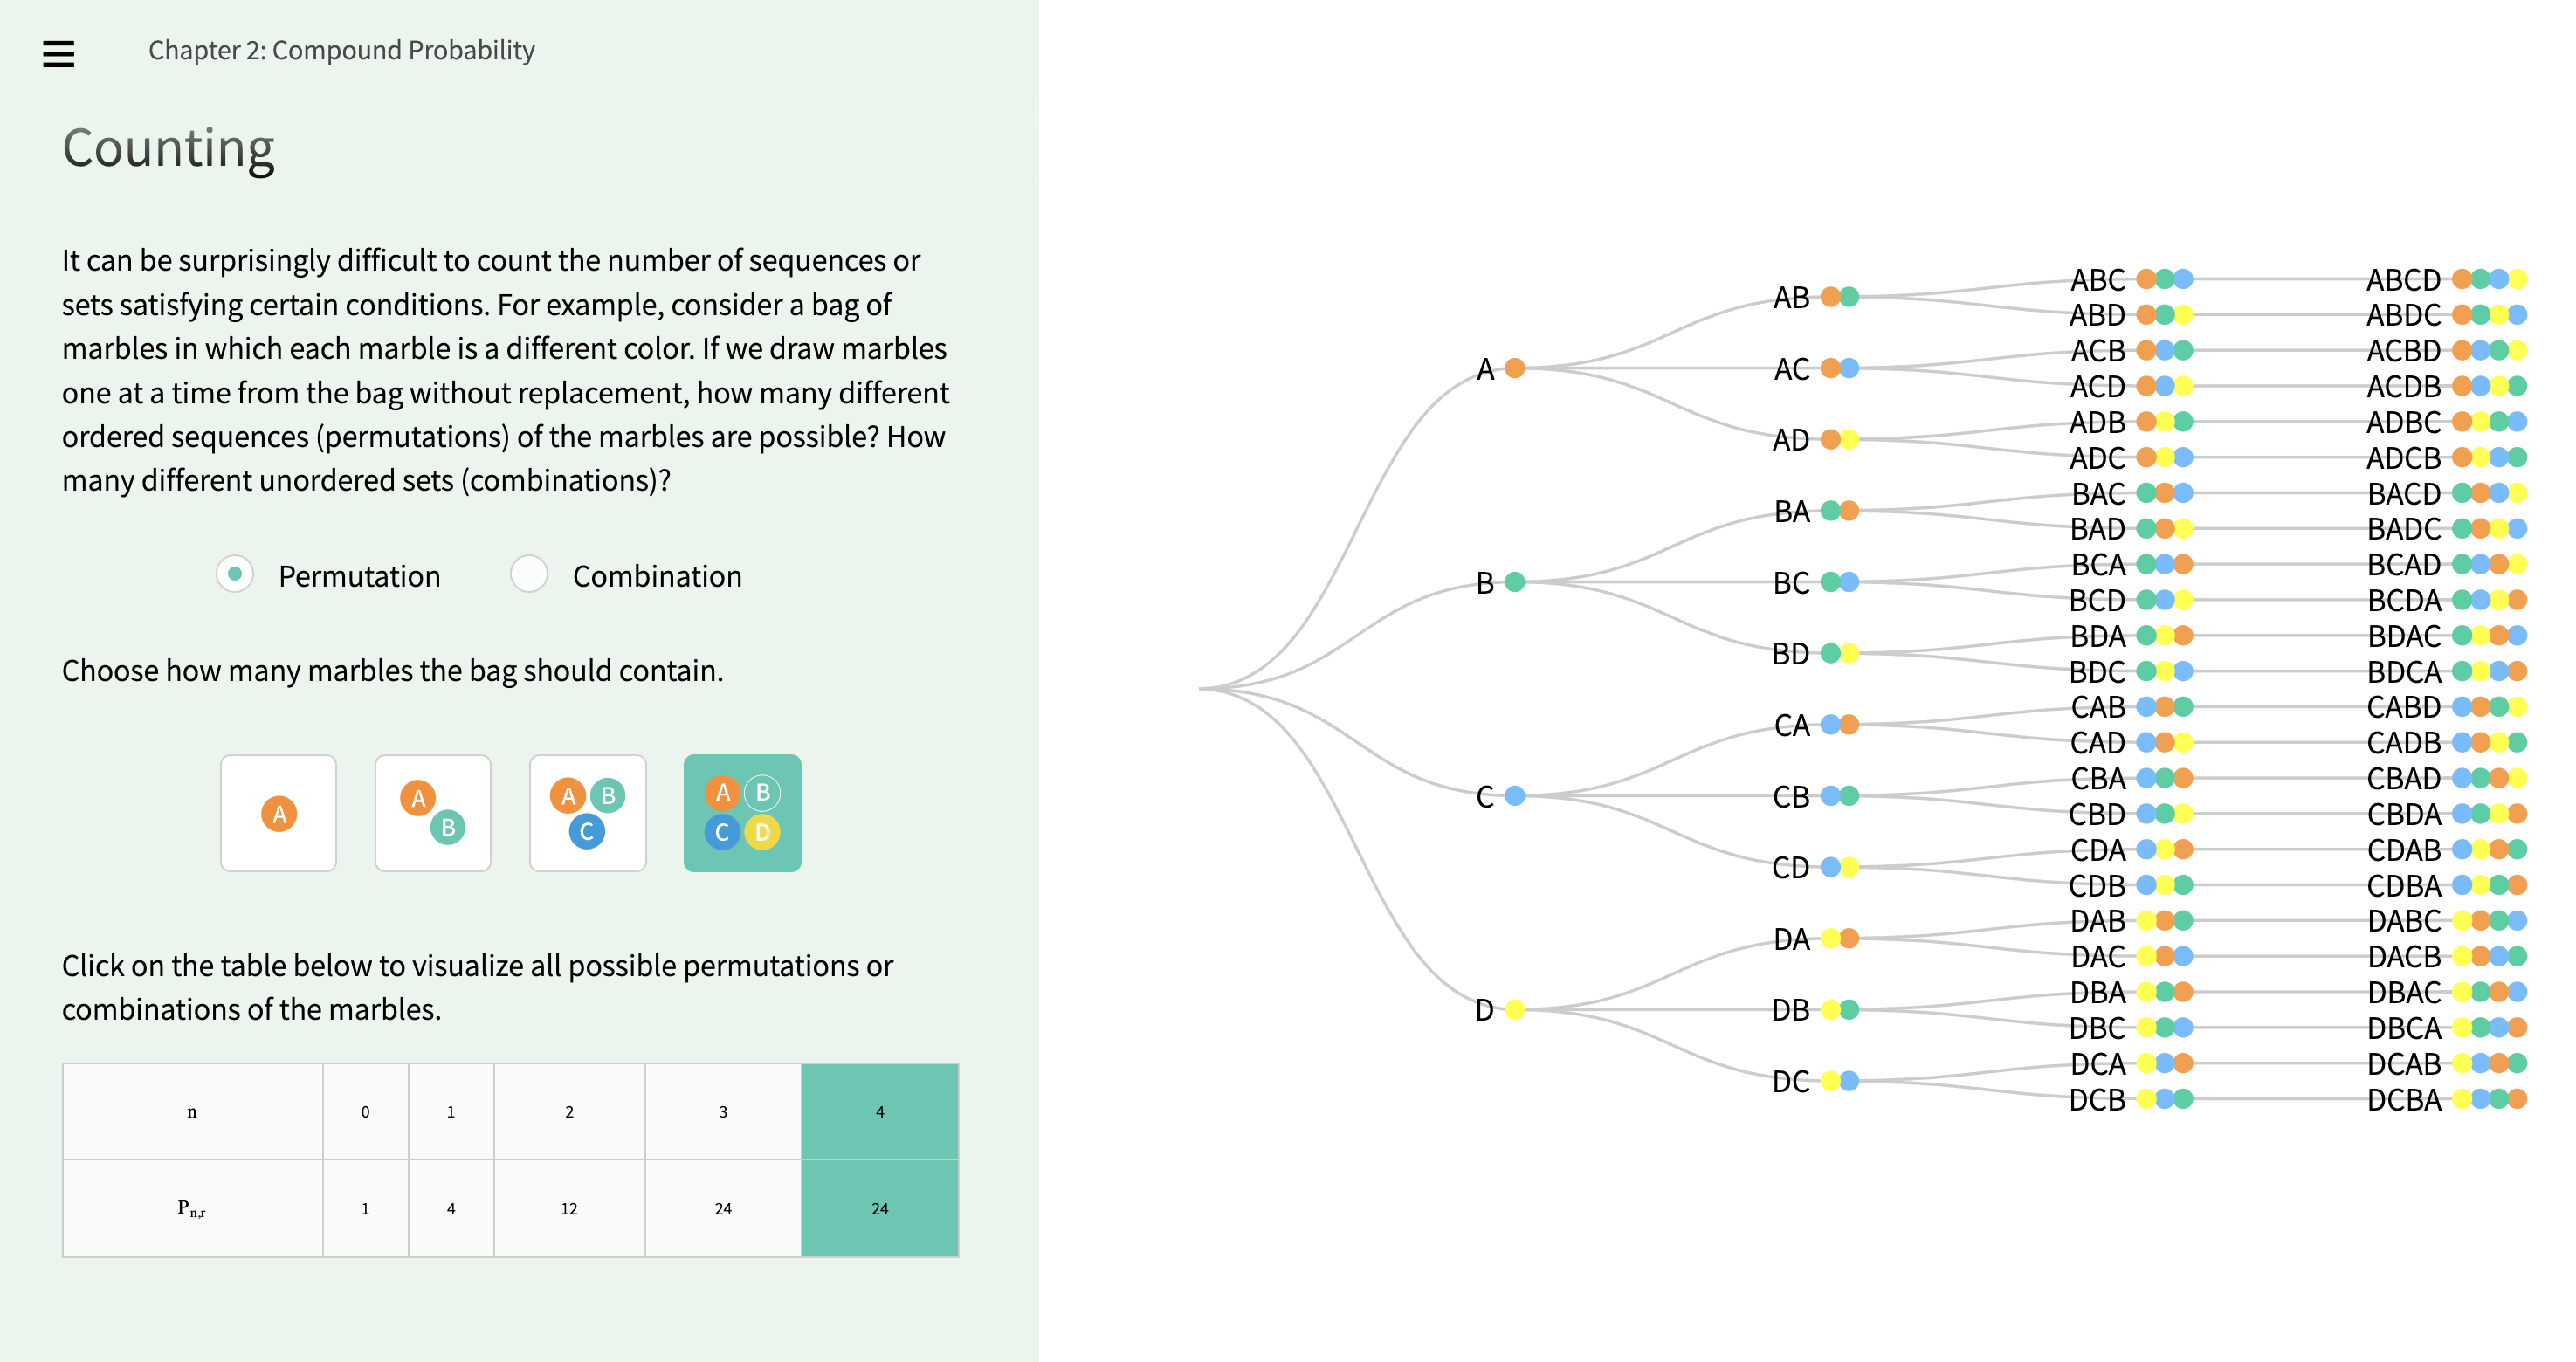 Chapter 2: Compound Probability
Counting
It can be surprisingly difficult to count the number of sequences or
sets satisfying certain conditions. For example, consider a bag of
marbles in which each marble is a different color. If we draw marbles
one at a time from the bag without replacement, how many different
ordered sequences (permutations) of the marbles are possible? How
many different unordered sets (combinations)?
Permutation Combination
Choose how many marbles the bag should contain.
A
A
B
A B
C
A B
C D
Click on the table below to visualize all possible permutations or
combinations of the marbles.
n 0 1 2 3 4
Pn,r 1 4 12 24 24
A
B
C
D
AB
AC
AD
BA
BC
BD
CA
CB
CD
DA
DB
DC
ABC ABCD
ABD ABDC
ACB ACBD
ACD ACDB
ADB ADBC
ADC ADCB
BAC BACD
BAD BADC
BCA BCAD
BCD BCDA
BDA BDAC
BDC BDCA
CAB CABD
CAD CADB
CBA CBAD
CBD CBDA
CDA CDAB
CDB CDBA
DAB DABC
DAC DACB
DBA DBAC
DBC DBCA
DCA DCAB
DCB DCBA